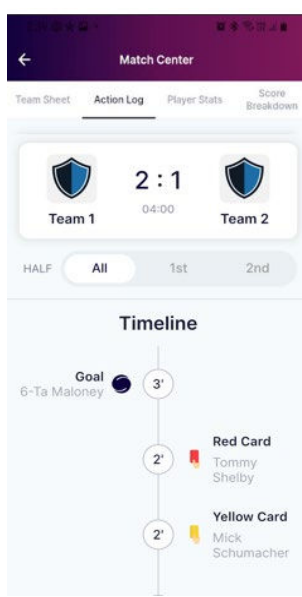 Match Center
Team Sheet
Action Log
Player Stats
Score
Breakdown
2 : 1
04:00
Team 1
Team 2
HALF
All
1st
2nd
Timeline
Goal
6-Ta Maloney
3'
2'
Red Card
Tommy
Shelby
2'
Yellow Card
Mick
Schumacher